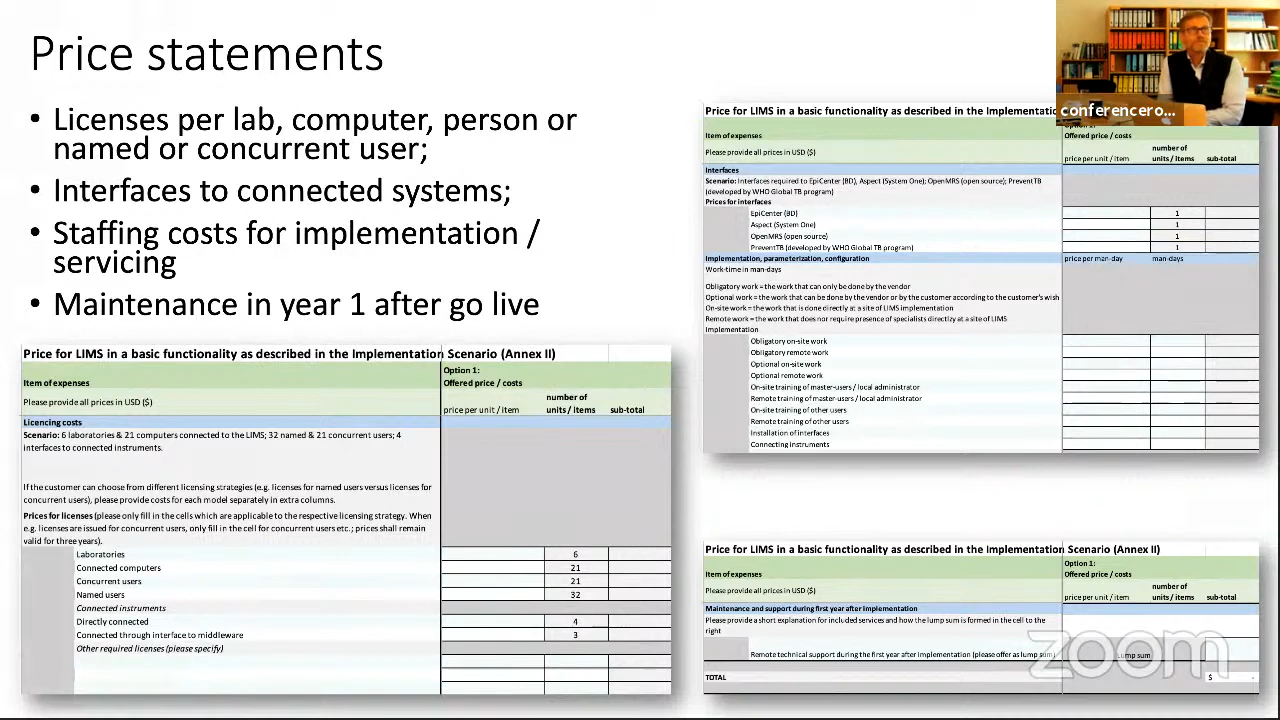 Price statements
• Licenses per lab, computer, person or
named or concurrent user;
• Interfaces to connected systems;
• Staffing costs for implementation /
servicing
• Maintenance in year 1 after go live
Price for LIMS in a basic functionality as described in the Implementation Scenario (Annex II)
Option 1:
Item of expenses Offered price / costs
Please provide all prices in USD ($)
price per unit / item number of units / items sub-total
Licencing costs
Scenario: 6 laboratories & 21 computers connected to the LIMS; 32 named & 21 concurrent users; 4
interfaces to connected instruments.
If the customer can choose from different licensing strategies (e.g. licenses for named users versus licenses for
concurrent users), please provide costs for each model separately in extra columns.
Prices for licenses (please only fill in the cells which are applicable to the respective licensing strategy. When
e.g. licenses are issued for concurrent users, only fill in the cell for concurrent users etc.; prices shall remain
valid for three years).
Laboratories 6
Connected computers 21
Concurrent users 21
Named users 32
Connected instruments
Directly connected 4
Connected through interface to middleware 3
Other required licenses (please specify)
conferencero...
Price for LIMS in a basic functionality as described in the Implementatio
Item of expenses Offered price / costs
Please provide all prices in USD ($)
price per unit / item number of units / items sub-total
Interfaces
Scenario: Interfaces required to EpiCenter (BD), Aspect (System One); OpenMRS (open source); PreventTB
(developed by WHO Global TB program)
Prices for interfaces
EpiCenter (BD) 1
Aspect (System One) 1
OpenMRS (open source) 1
PreventTB (developed by WHO Global TB program) 1
Implementation, parameterization, configuration price per man-day man-days
Work-time in man-days
Obligatory work = the work that can only be done by the vendor
Optional work = the work that can be done by the vendor or by the customer according to the customer's wish
On-site work = the work that is done directly at a site of LIMS implementation
Remote work = the work that does nor require presence of specialists directlzy at a site of LIMS
Implementation
Obligatory on-site work
Obligatory remote work
Optional on-site work
Optional remote work
On-site training of master-users / local administrator
Remote training of master-users / local administrator
On-site training of other users
Remote training of other users
Installation of interfaces
Connecting instruments
Price for LIMS in a basic functionality as described in the Implementation Scenario (Annex II)
Option 1:
Item of expenses Offered price / costs
Please provide all prices in USD ($)
price per unit / item number of units / items sub-total
Maintenance and support during first year after implementation
Please provide a short explanation for included services and how the lump sum is formed in the cell to the
right
Remote technical support during the first year after implementation (please offer as lump sum) Lump sum
TOTAL $ -
zoom